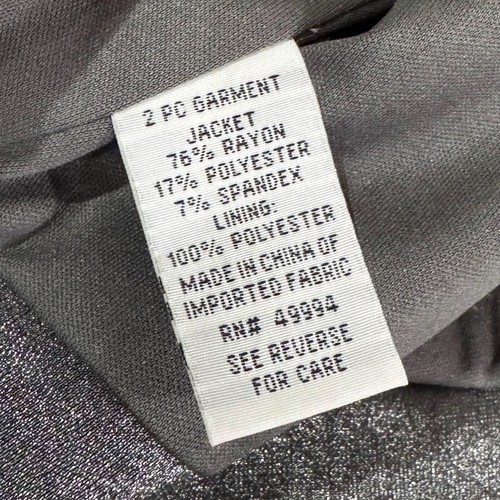 2 PC GARMENT
JACKET
76% RAYON
17% POLYESTER
7% SPANDEX
LINING:
100% POLYESTER
MADE IN CHINA OF
IMPORTED FABRIC
RN# 49994
SEE REVERSE
FOR CARE